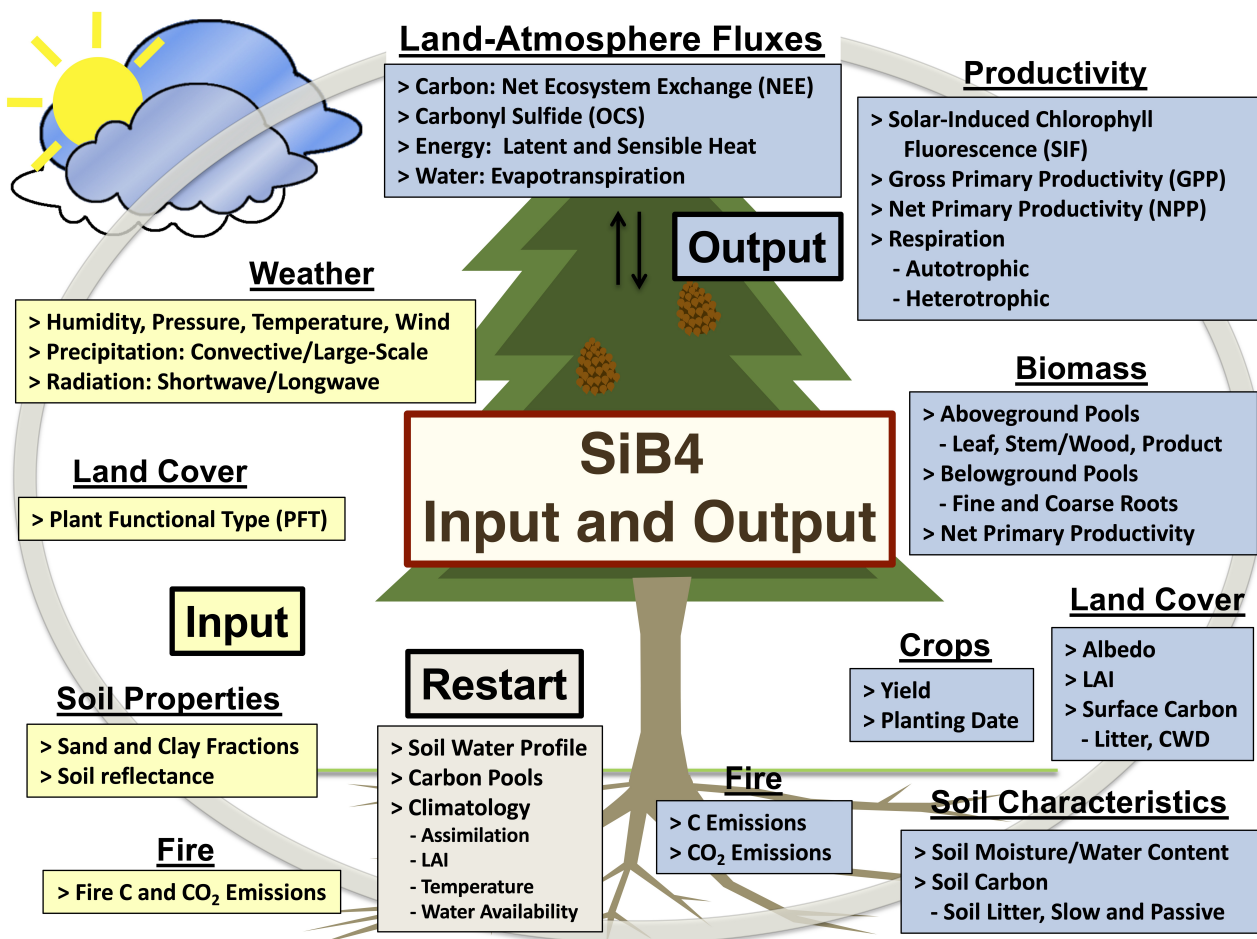 Land-Atmosphere Fluxes
> Carbon: Net Ecosystem Exchange (NEE)
> Carbonyl Sulfide (OCS)
> Energy:  Latent and Sensible Heat
> Water: Evapotranspiration
Output
Productivity
> Solar-Induced Chlorophyll
Fluorescence (SIF)
> Gross Primary Productivity (GPP)
> Net Primary Productivity (NPP)
> Respiration
- Autotrophic
- Heterotrophic
Weather
> Humidity, Pressure, Temperature, Wind
> Precipitation: Convective/Large-Scale
> Radiation: Shortwave/Longwave
Biomass
> Aboveground Pools
- Leaf, Stem/Wood, Product
> Belowground Pools
- Fine and Coarse Roots
> Net Primary Productivity
SiB4
Input and Output
Land Cover
> Plant Functional Type (PFT)
Input
Soil Properties
> Sand and Clay Fractions
> Soil reflectance
Fire
> Fire C and CO₂ Emissions
Restart
> Soil Water Profile
> Carbon Pools
> Climatology
- Assimilation
- LAI
- Temperature
- Water Availability
Crops
> Yield
> Planting Date
Land Cover
> Albedo
> LAI
> Surface Carbon
- Litter, CWD
Fire
> C Emissions
> CO₂ Emissions
Soil Characteristics
> Soil Moisture/Water Content
> Soil Carbon
- Soil Litter, Slow and Passive